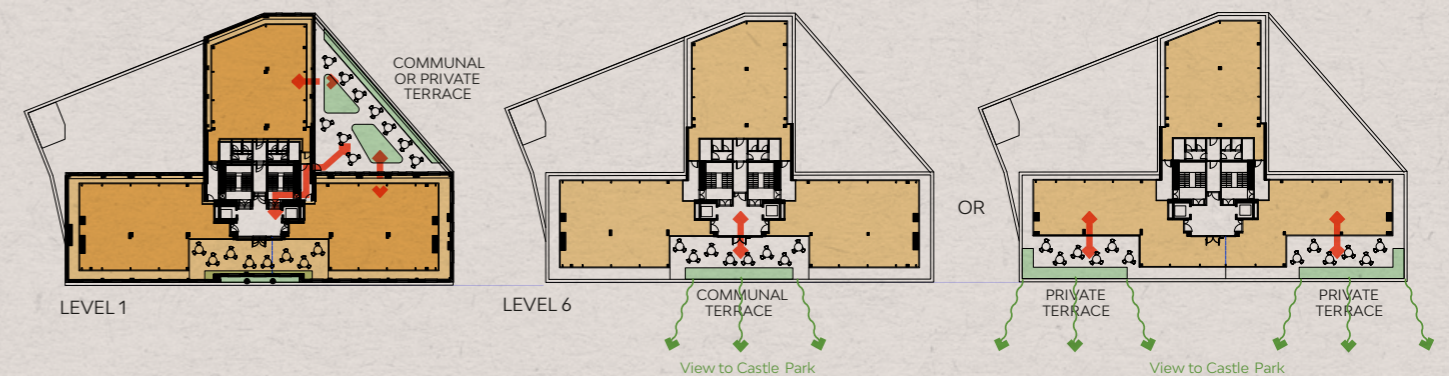 COMMUNAL
OR PRIVATE
TERRACE
LEVEL 1
LEVEL 6
COMMUNAL
TERRACE
View to Castle Park
OR
PRIVATE
TERRACE
PRIVATE
TERRACE
View to Castle Park